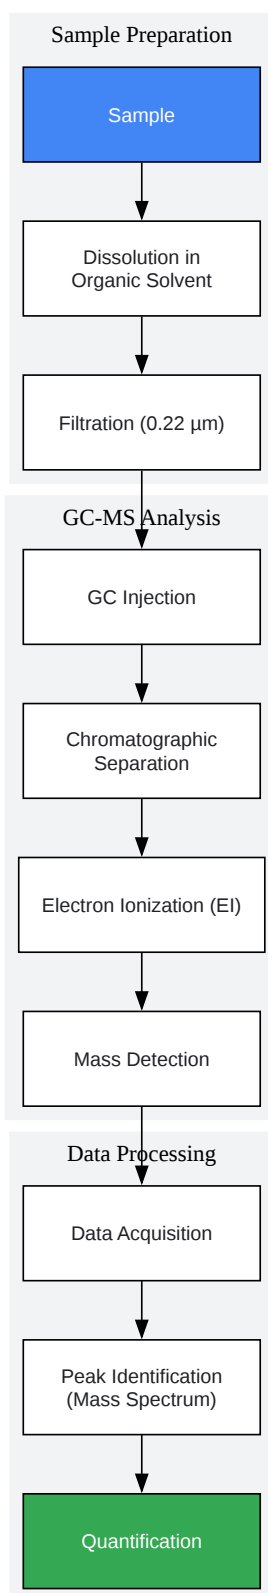 Sample Preparation
Sample
Dissolution in
Organic Solvent
Filtration (0.22 µm)
GC-MS Analysis
GC Injection
Chromatographic
Separation
Electron Ionization (EI)
Mass Detection
Data Processing
Data Acquisition
Peak Identification
(Mass Spectrum)
Quantification